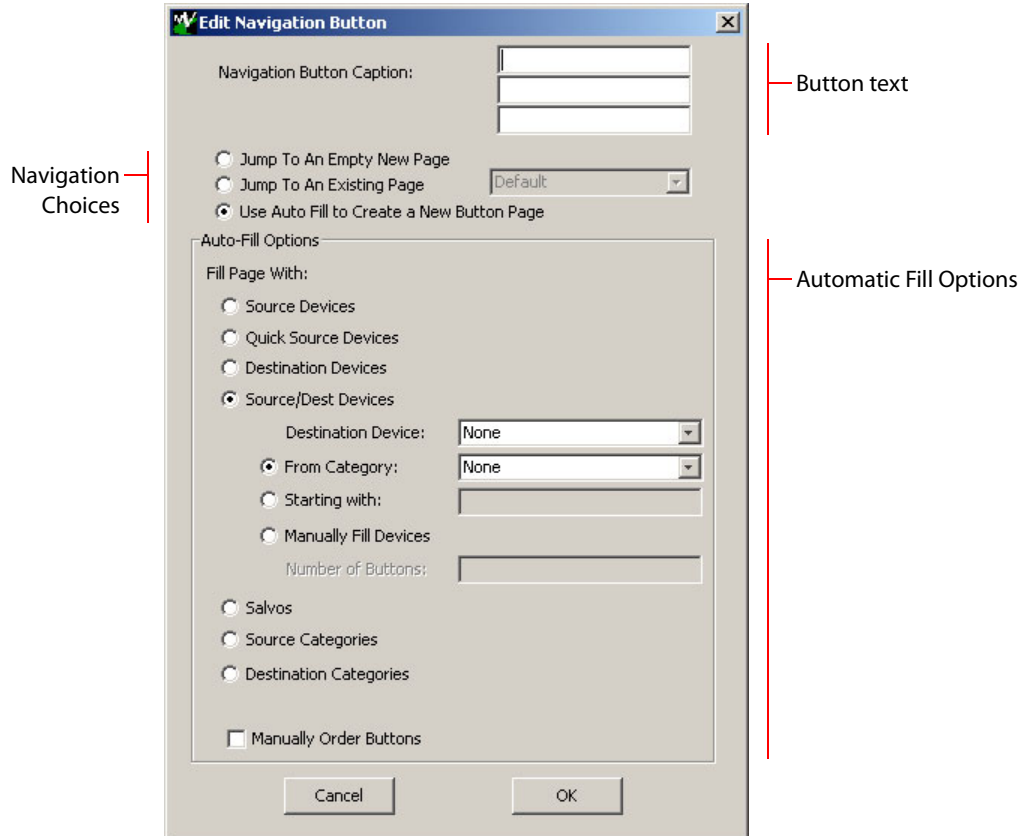 Edit Navigation Button
Navigation Button Caption:
Button text
Jump To An Empty New Page
Jump To An Existing Page
Default
Use Auto Fill to Create a New Button Page
Navigation
Choices
Auto-Fill Options
Fill Page With:
Automatic Fill Options
Source Devices
Quick Source Devices
Destination Devices
Source/Dest Devices
Destination Device:
None
From Category:
None
Starting with:
Manually Fill Devices
Number of Buttons:
Salvos
Source Categories
Destination Categories
Manually Order Buttons
Cancel
OK